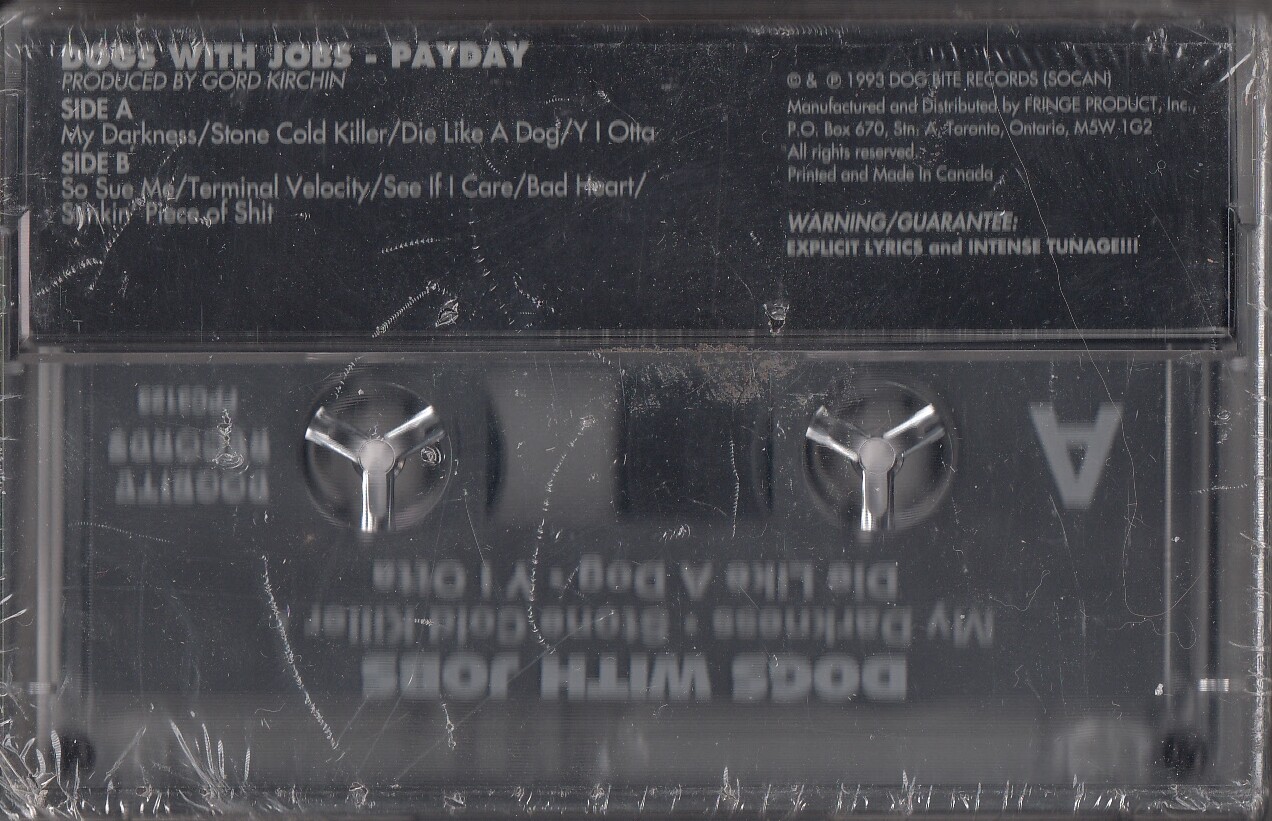 DOGS WITH JOBS - PAYDAY
PRODUCED BY GORD KIRCHIN
SIDE A
My Darkness/Stone Cold Killer/Die Like A Dog/Y I Otta
SIDE B
So Sue Me/Terminal Velocity/See If I Care/Bad Heart/
Stinkin' Piece of Shit
© & ℗ 1993 DOG BITE RECORDS (SOCAN)
Manufactured and Distributed by FRINGE PRODUCT, Inc.,
P.O. Box 670, Stn. A, Toronto, Ontario, M5W 1G2
All rights reserved.
Printed and Made In Canada
WARNING/GUARANTEE:
EXPLICIT LYRICS and INTENSE TUNAGE!!!
DOGS WITH JOBS
My Darkness • Stone Cold Killer
Die Like A Dog • Y I Otta
A
DOGBITE
RECORDS